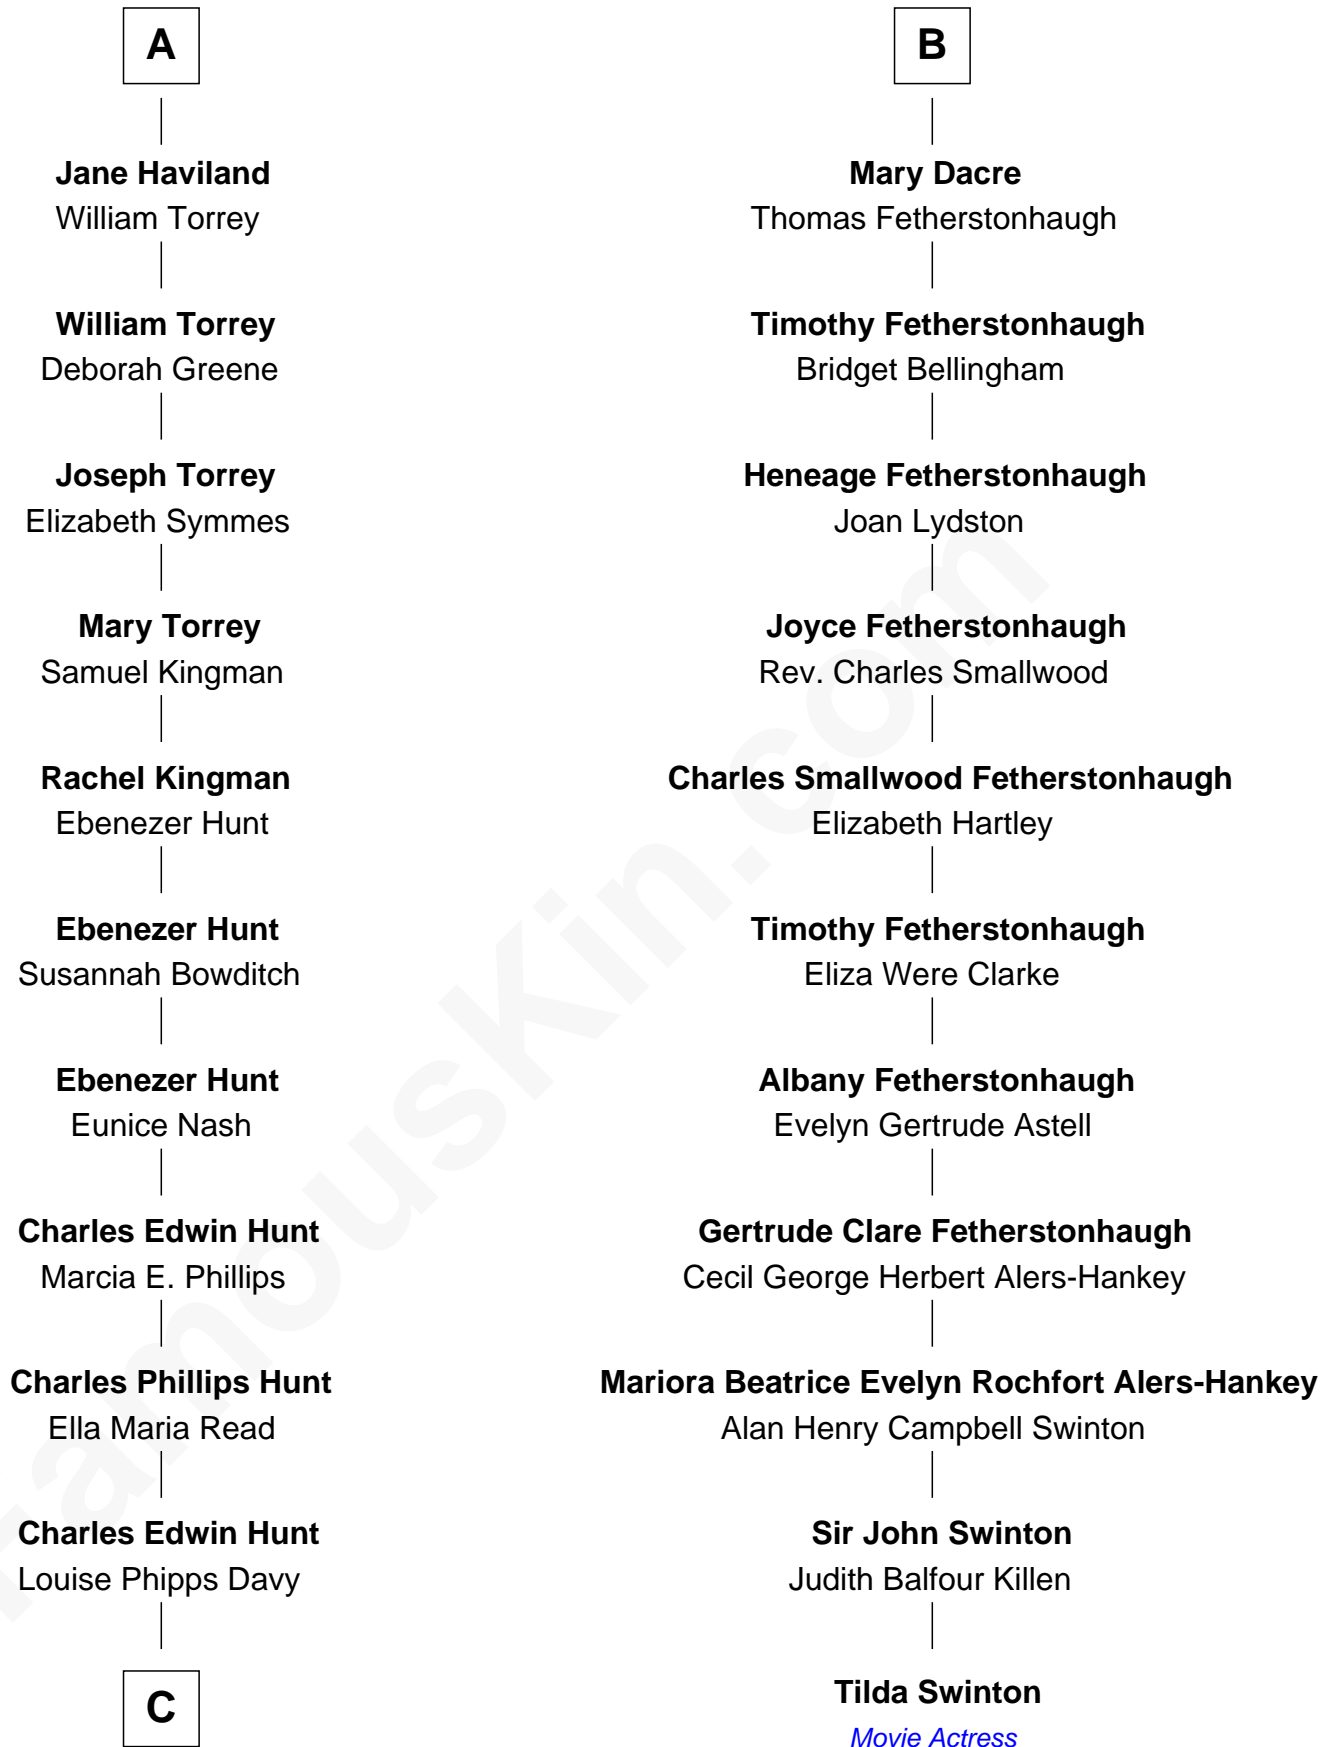 A
Jane Haviland
William Torrey
William Torrey
Deborah Greene
Joseph Torrey
Elizabeth Symmes
Mary Torrey
Samuel Kingman
Rachel Kingman
Ebenezer Hunt
Ebenezer Hunt
Susannah Bowditch
Ebenezer Hunt
Eunice Nash
Charles Edwin Hunt
Marcia E. Phillips
Charles Phillips Hunt
Ella Maria Read
Charles Edwin Hunt
Louise Phipps Davy
C
B
Mary Dacre
Thomas Fetherstonhaugh
Timothy Fetherstonhaugh
Bridget Bellingham
Heneage Fetherstonhaugh
Joan Lydston
Joyce Fetherstonhaugh
Rev. Charles Smallwood
Charles Smallwood Fetherstonhaugh
Elizabeth Hartley
Timothy Fetherstonhaugh
Eliza Were Clarke
Albany Fetherstonhaugh
Evelyn Gertrude Astell
Gertrude Clare Fetherstonhaugh
Cecil George Herbert Alers-Hankey
Mariora Beatrice Evelyn Rochfort Alers-Hankey
Alan Henry Campbell Swinton
Sir John Swinton
Judith Balfour Killen
Tilda Swinton
Movie Actress
FamousKin.com